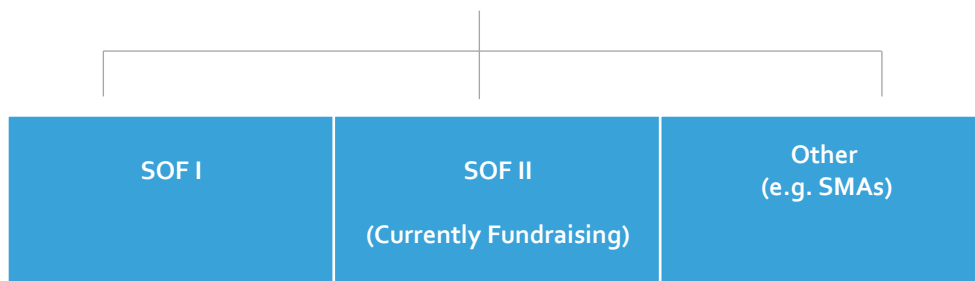 SOF I
SOF II
(Currently Fundraising)
Other
(e.g. SMAs)